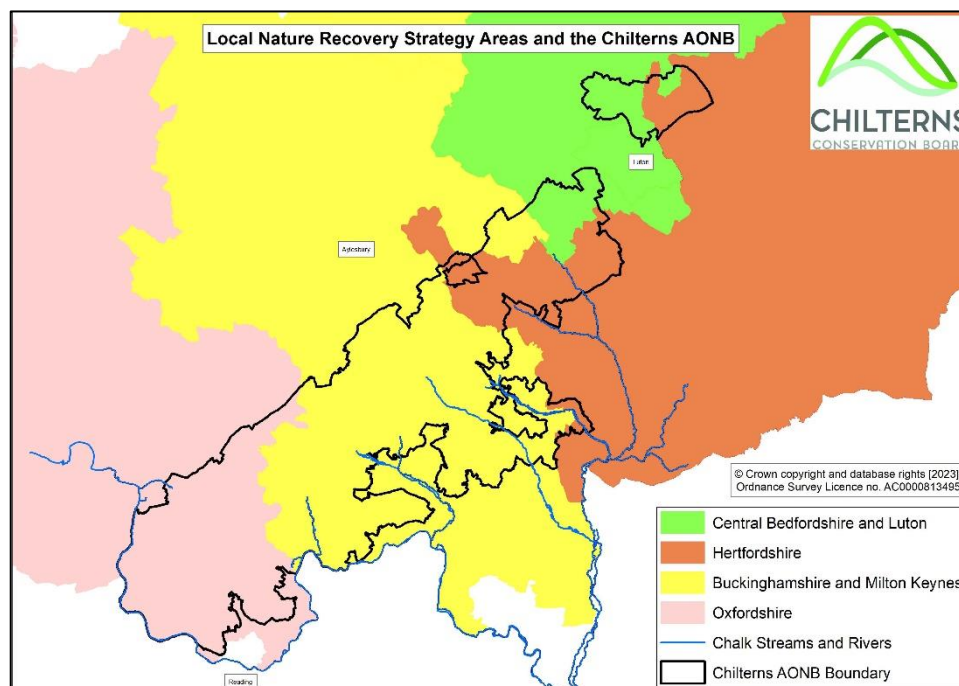 Local Nature Recovery Strategy Areas and the Chilterns AONB
CHILTERNS
CONSERVATION BOARD
Luton
Aylesbury
© Crown copyright and database rights [2023]
Ordnance Survey Licence no. AC0000813495
Central Bedfordshire and Luton
Hertfordshire
Buckinghamshire and Milton Keynes
Oxfordshire
Chalk Streams and Rivers
Chilterns AONB Boundary
Reading